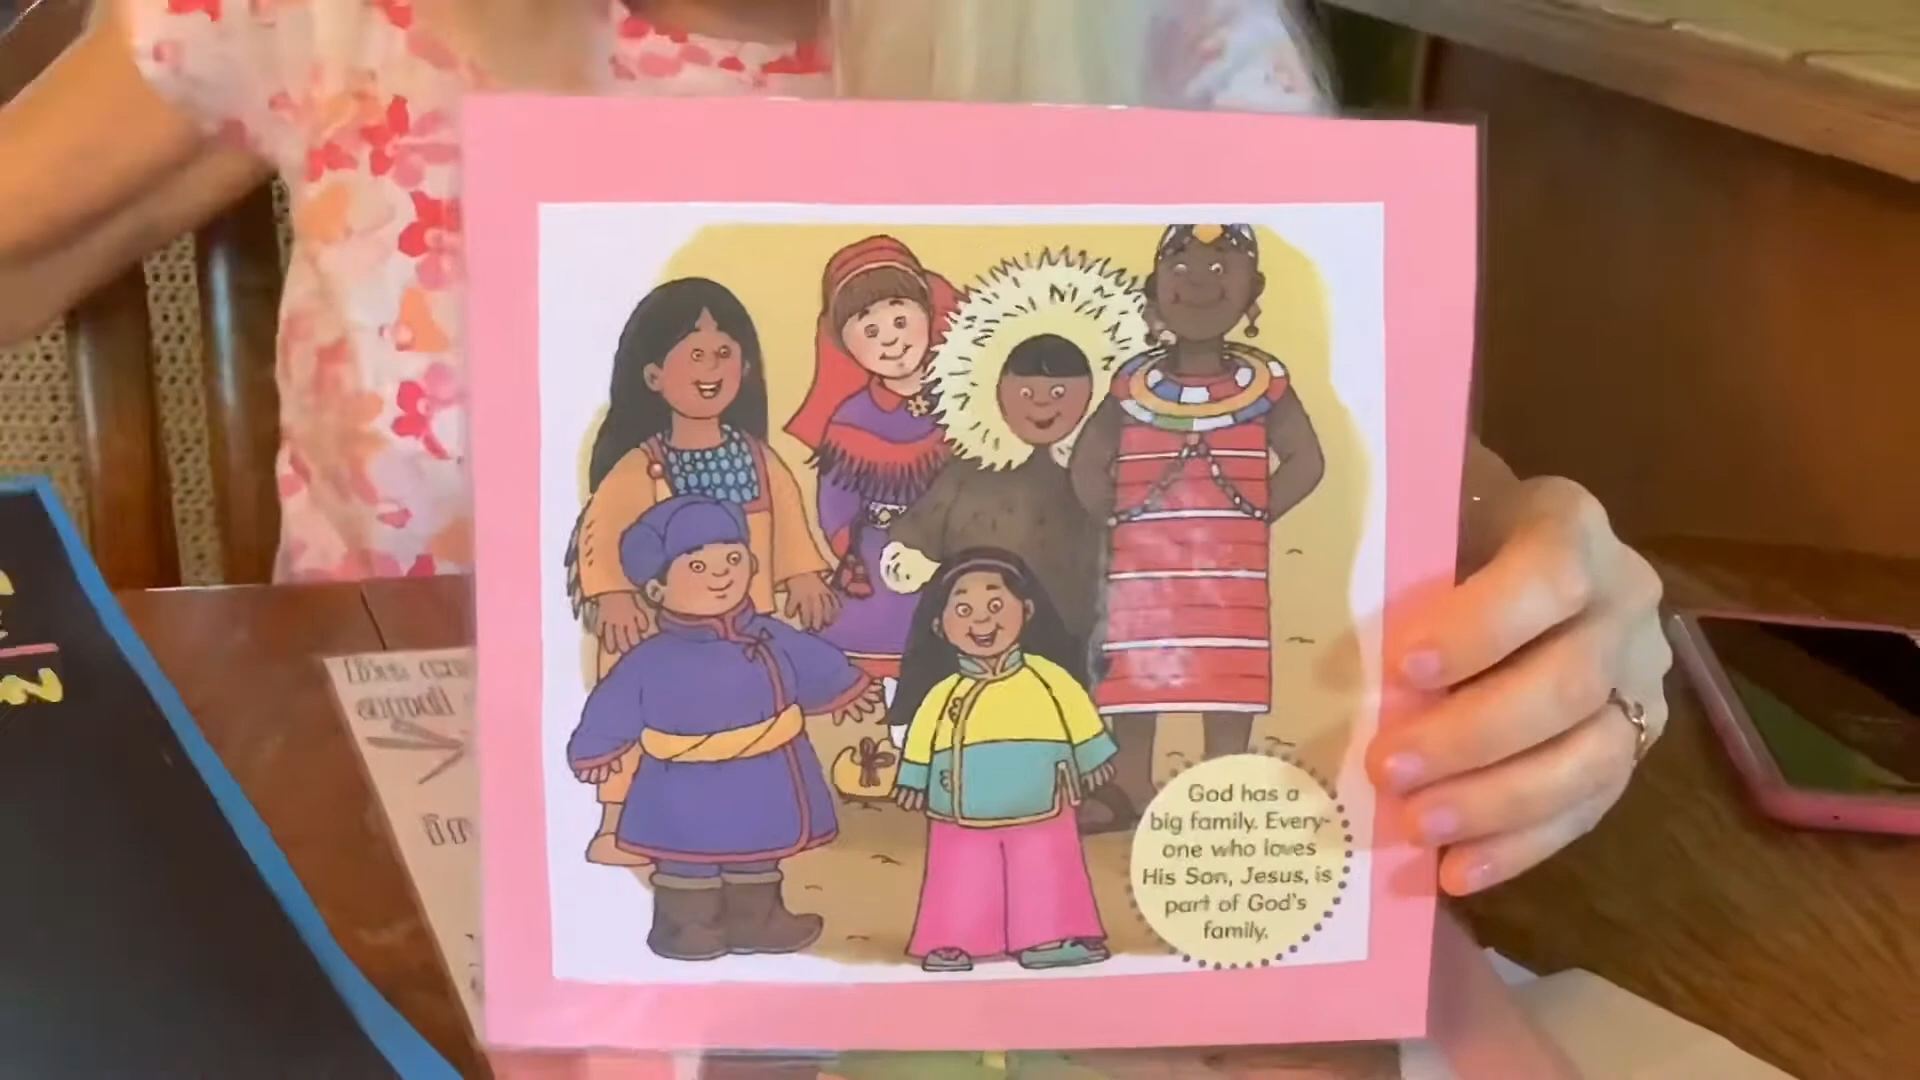 God has a
big family. Every-
one who loves
His Son, Jesus, is
part of God's
family.